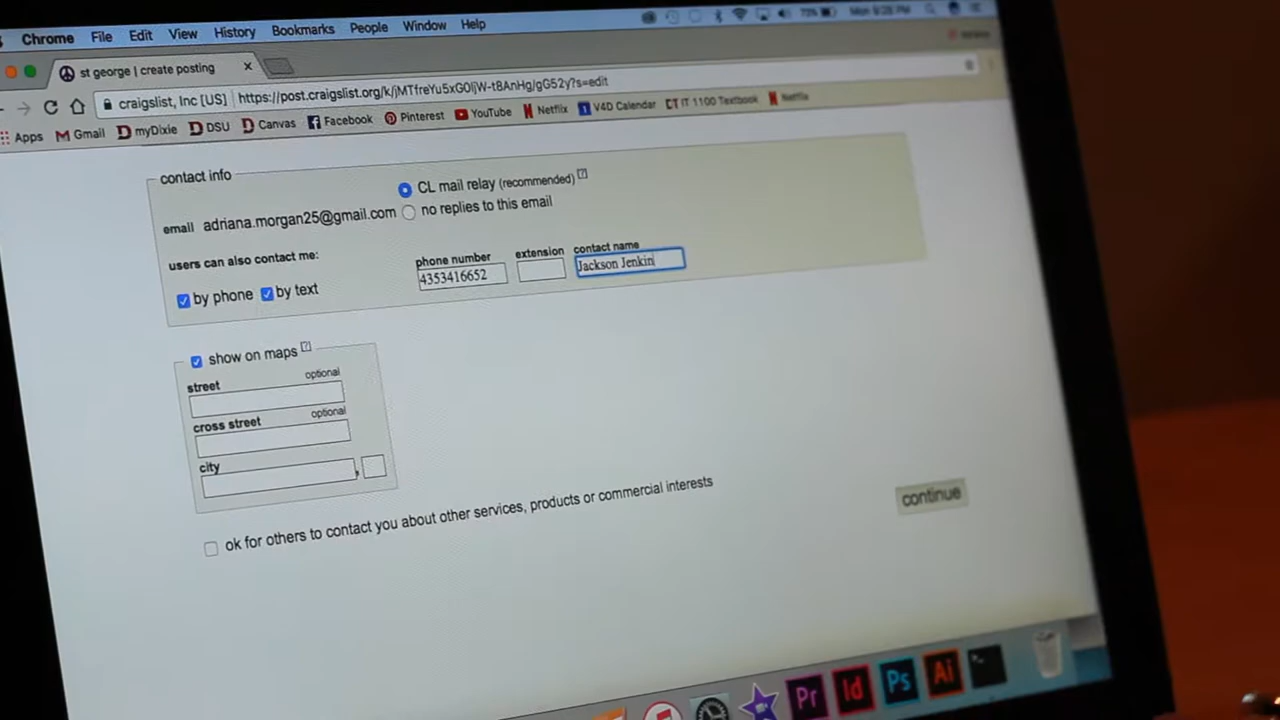 Chrome File Edit View History Bookmarks People Window Help 73% Mon
st george | create posting ×
craigslist, Inc [US] https://post.craigslist.org/k/jMTfreYu5xG0IjW-t8AnHg/gG52y?s=edit
Apps Gmail myDixie DSU Canvas Facebook Pinterest YouTube Netflix V4D Calendar CT IT 1100 Textbook Netflix
contact info
CL mail relay (recommended) [?]
email adriana.morgan25@gmail.com no replies to this email
users can also contact me:
phone number extension contact name
by phone by text 4353416652 Jackson Jenkin
show on maps [?]
street optional
cross street optional
city ,
ok for others to contact you about other services, products or commercial interests
continue
Pr Id Ps Ai